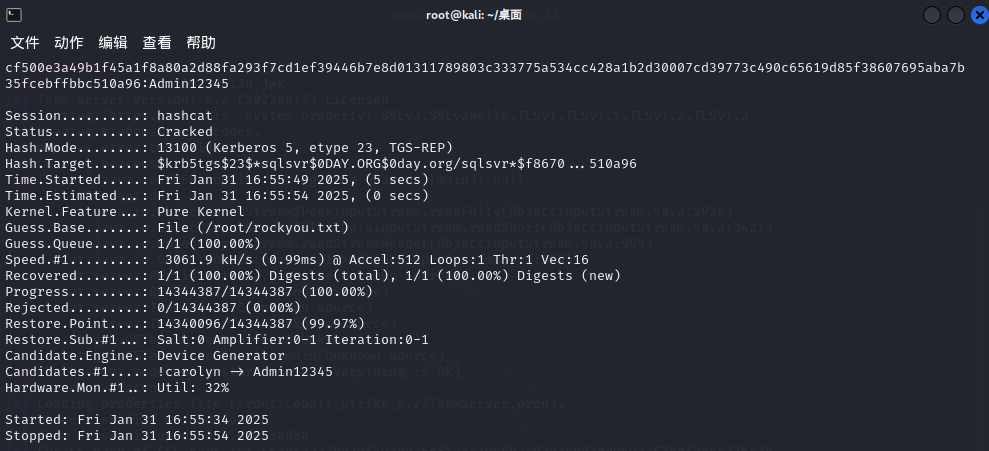 root@kali: ~/桌面
文件 动作 编辑 查看 帮助
cf500e3a49b1f45a1f8a80a2d88fa293f7cd1ef39446b7e8d01311789803c333775a534cc428a1b2d30007cd39773c490c65619d85f38607695aba7b
35fcebffbbc510a96:Admin12345
Session..........: hashcat
Status...........: Cracked
Hash.Mode........: 13100 (Kerberos 5, etype 23, TGS-REP)
Hash.Target......: $krb5tgs$23$*sqlsvr$0DAY.ORG$0day.org/sqlsvr*$f8670...510a96
Time.Started.....: Fri Jan 31 16:55:49 2025, (5 secs)
Time.Estimated...: Fri Jan 31 16:55:54 2025, (0 secs)
Kernel.Feature...: Pure Kernel
Guess.Base.......: File (/root/rockyou.txt)
Guess.Queue......: 1/1 (100.00%)
Speed.#1.........:  3061.9 kH/s (0.99ms) @ Accel:512 Loops:1 Thr:1 Vec:16
Recovered........: 1/1 (100.00%) Digests (total), 1/1 (100.00%) Digests (new)
Progress.........: 14344387/14344387 (100.00%)
Rejected.........: 0/14344387 (0.00%)
Restore.Point....: 14340096/14344387 (99.97%)
Restore.Sub.#1...: Salt:0 Amplifier:0-1 Iteration:0-1
Candidate.Engine.: Device Generator
Candidates.#1....: !carolyn -> Admin12345
Hardware.Mon.#1..: Util: 32%
Started: Fri Jan 31 16:55:34 2025
Stopped: Fri Jan 31 16:55:54 2025